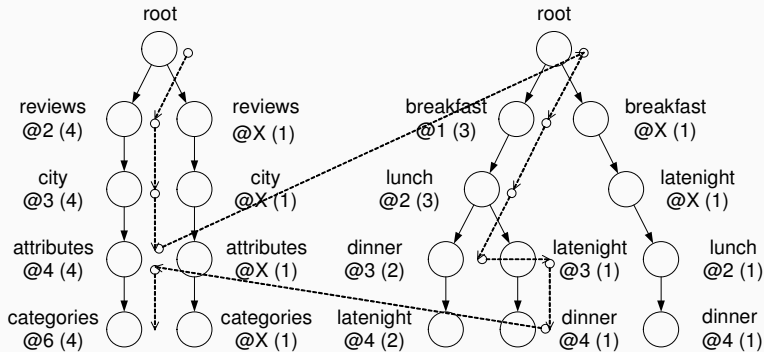 root
root
reviews
@2 (4)
reviews
@X (1)
breakfast
@1 (3)
breakfast
@X (1)
city
@3 (4)
city
@X (1)
lunch
@2 (3)
latenight
@X (1)
attributes
@4 (4)
attributes
@X (1)
dinner
@3 (2)
latenight
@3 (1)
lunch
@2 (1)
categories
@6 (4)
categories
@X (1)
latenight
@4 (2)
dinner
@4 (1)
dinner
@4 (1)